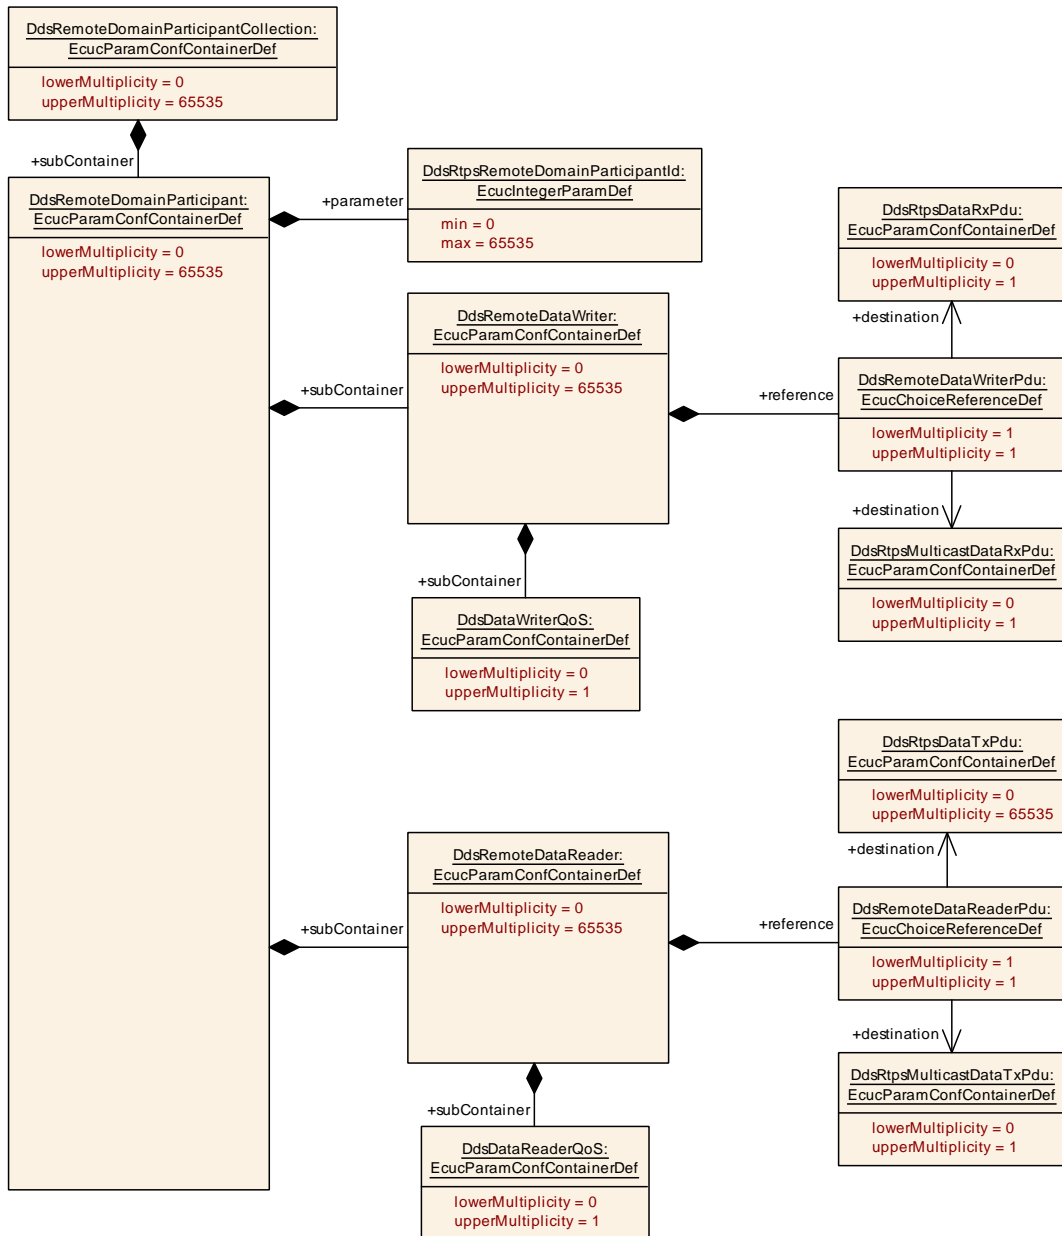 DdsRemoteDomainParticipantCollection:
EcucParamConfContainerDef
lowerMultiplicity = 0
upperMultiplicity = 65535
+subContainer
DdsRemoteDomainParticipant:
EcucParamConfContainerDef
lowerMultiplicity = 0
upperMultiplicity = 65535
+parameter
DdsRtpsRemoteDomainParticipantId:
EcucIntegerParamDef
min = 0
max = 65535
+subContainer
DdsRemoteDataWriter:
EcucParamConfContainerDef
lowerMultiplicity = 0
upperMultiplicity = 65535
+reference
DdsRtpsDataRxPdu:
EcucParamConfContainerDef
lowerMultiplicity = 0
upperMultiplicity = 1
+destination
DdsRemoteDataWriterPdu:
EcucChoiceReferenceDef
lowerMultiplicity = 1
upperMultiplicity = 1
+destination
DdsRtpsMulticastDataRxPdu:
EcucParamConfContainerDef
lowerMultiplicity = 0
upperMultiplicity = 1
+subContainer
DdsDataWriterQoS:
EcucParamConfContainerDef
lowerMultiplicity = 0
upperMultiplicity = 1
+subContainer
DdsRemoteDataReader:
EcucParamConfContainerDef
lowerMultiplicity = 0
upperMultiplicity = 65535
+reference
DdsRtpsDataTxPdu:
EcucParamConfContainerDef
lowerMultiplicity = 0
upperMultiplicity = 65535
+destination
DdsRemoteDataReaderPdu:
EcucChoiceReferenceDef
lowerMultiplicity = 1
upperMultiplicity = 1
+destination
DdsRtpsMulticastDataTxPdu:
EcucParamConfContainerDef
lowerMultiplicity = 0
upperMultiplicity = 1
+subContainer
DdsDataReaderQoS:
EcucParamConfContainerDef
lowerMultiplicity = 0
upperMultiplicity = 1